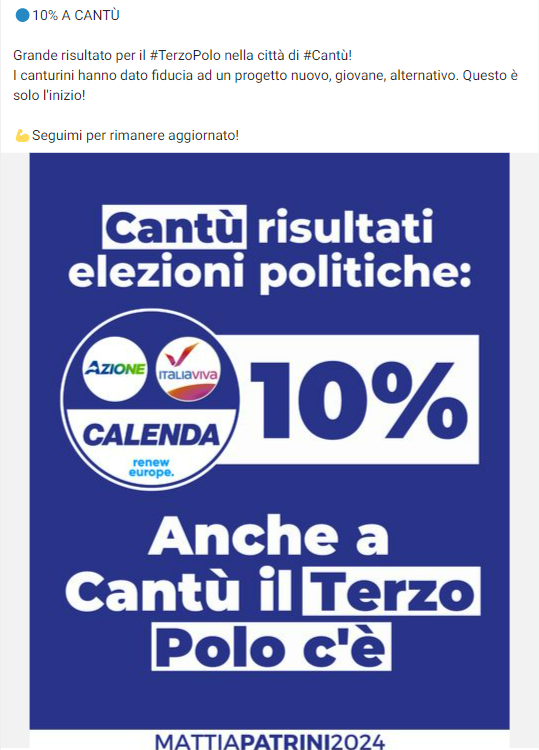 🔵10% A CANTÙ
Grande risultato per il #TerzoPolo nella città di #Cantù!
I canturini hanno dato fiducia ad un progetto nuovo, giovane, alternativo. Questo è
solo l'inizio!
💪Seguimi per rimanere aggiornato!
Cantù risultati
elezioni politiche:
AZIONE ITALIAVIVA
10%
CALENDA
renew
europe.
Anche a
Cantù il Terzo
Polo c'è
MATTIAPATRINI2024